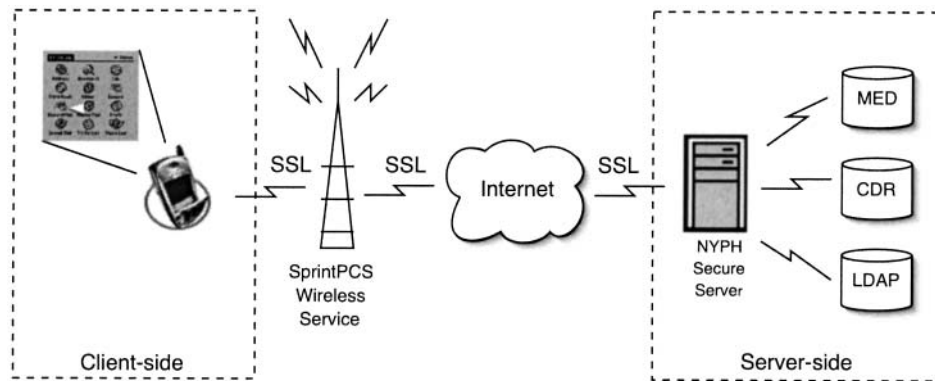 SSL
SSL
Internet
SSL
MED
CDR
LDAP
SprintPCS
Wireless
Service
NYPH
Secure
Server
Client-side
Server-side